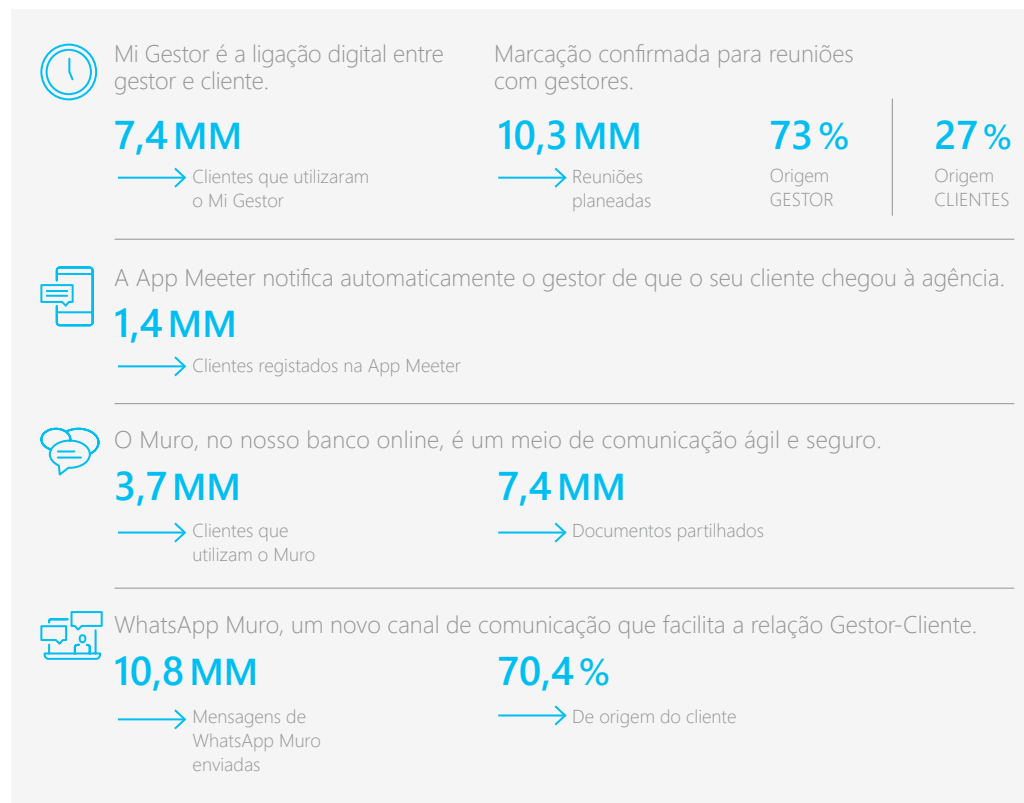 Mi Gestor é a ligação digital entre
gestor e cliente.
7,4 MM
Clientes que utilizaram
o Mi Gestor
Marcação confirmada para reuniões
com gestores.
10,3 MM
Reuniões
planeadas
73 %
Origem
GESTOR
27 %
Origem
CLIENTES
A App Meeter notifica automaticamente o gestor de que o seu cliente chegou à agência.
1,4 MM
Clientes registados na App Meeter
O Muro, no nosso banco online, é um meio de comunicação ágil e seguro.
3,7 MM
Clientes que
utilizam o Muro
7,4 MM
Documentos partilhados
WhatsApp Muro, um novo canal de comunicação que facilita a relação Gestor-Cliente.
10,8 MM
Mensagens de
WhatsApp Muro
enviadas
70,4 %
De origem do cliente